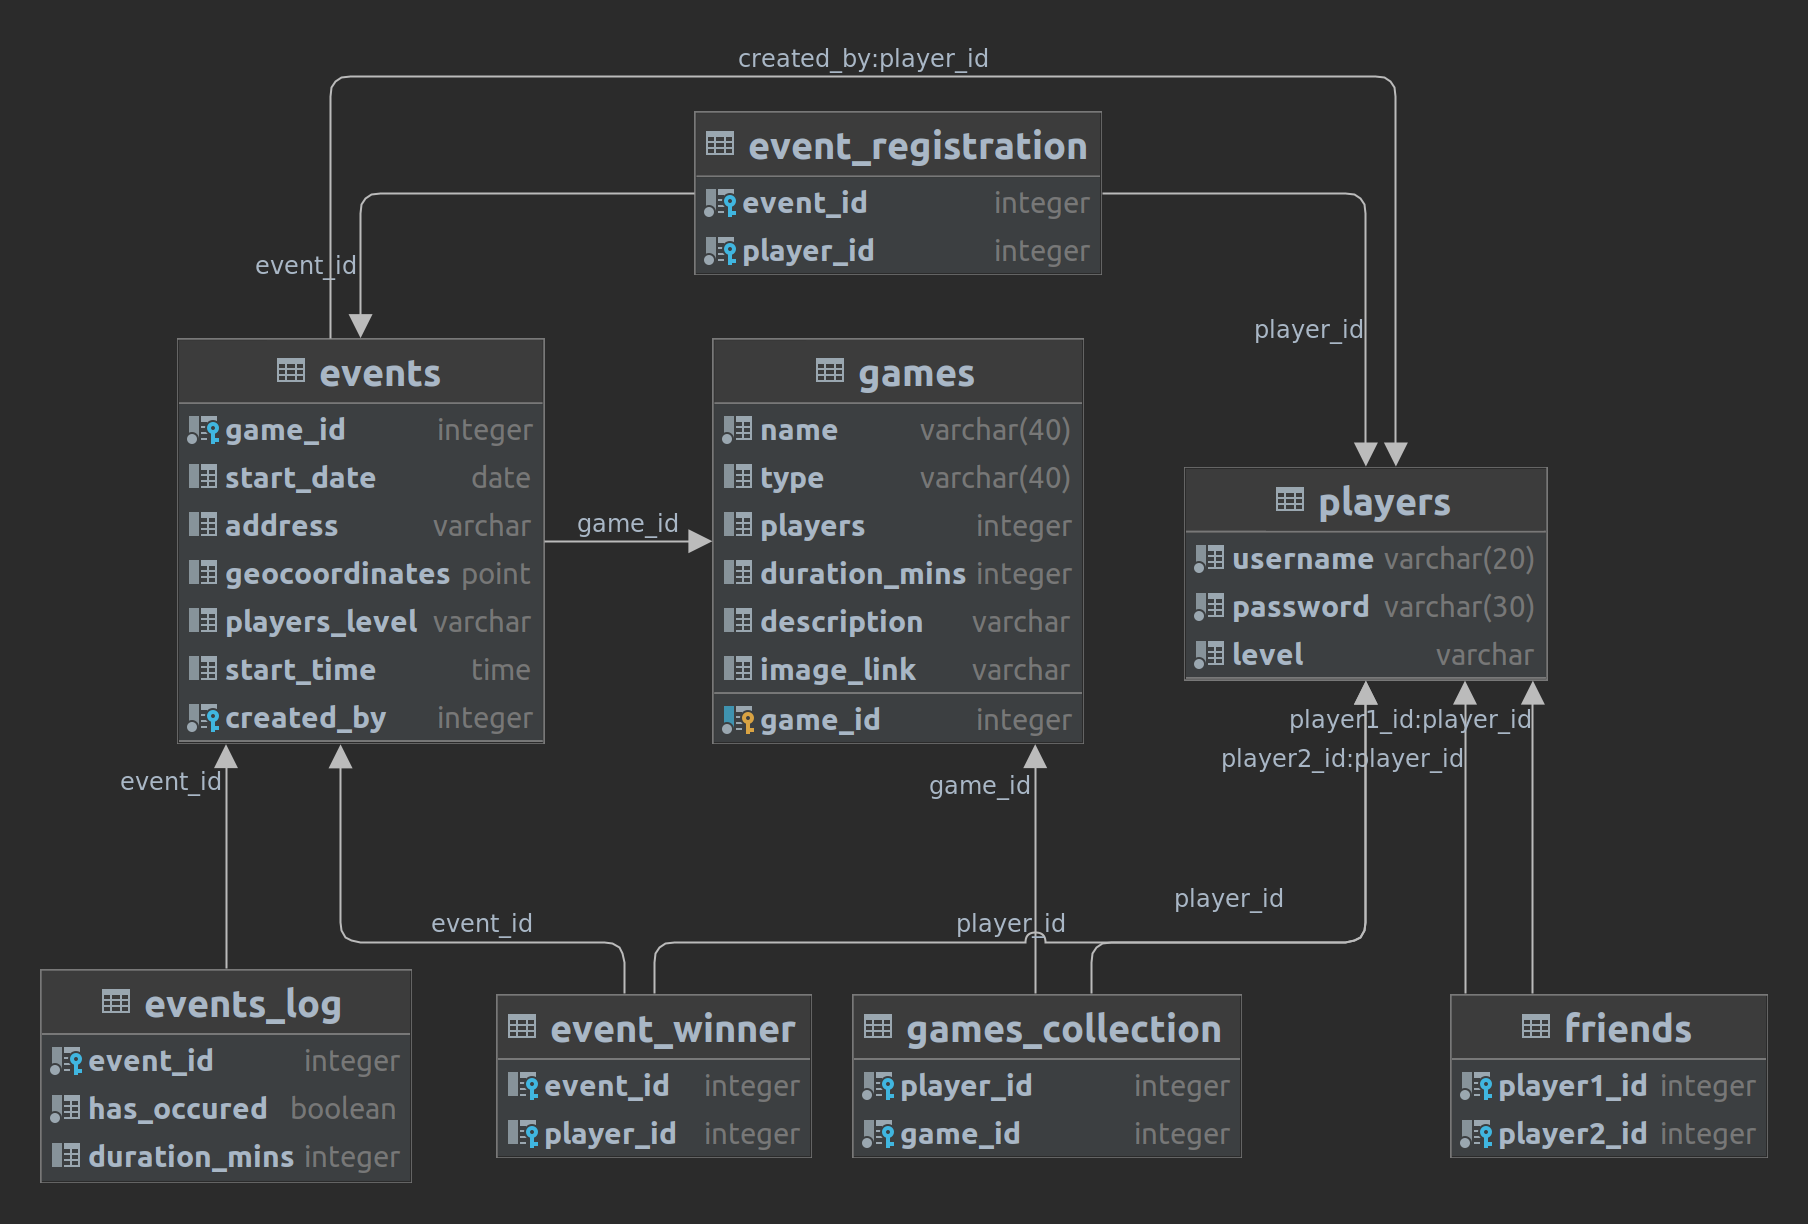 created_by:player_id
event_registration
event_id integer
player_id integer
event_id
player_id
events
game_id integer
start_date date
address varchar
geocoordinates point
players_level varchar
start_time time
created_by integer
game_id
games
name varchar(40)
type varchar(40)
players integer
duration_mins integer
description varchar
image_link varchar
game_id integer
players
username varchar(20)
password varchar(30)
level varchar
player1_id:player_id
player2_id:player_id
event_id
game_id
event_id
player_id
player_id
events_log
event_id integer
has_occured boolean
duration_mins integer
event_winner
event_id integer
player_id integer
games_collection
player_id integer
game_id integer
friends
player1_id integer
player2_id integer